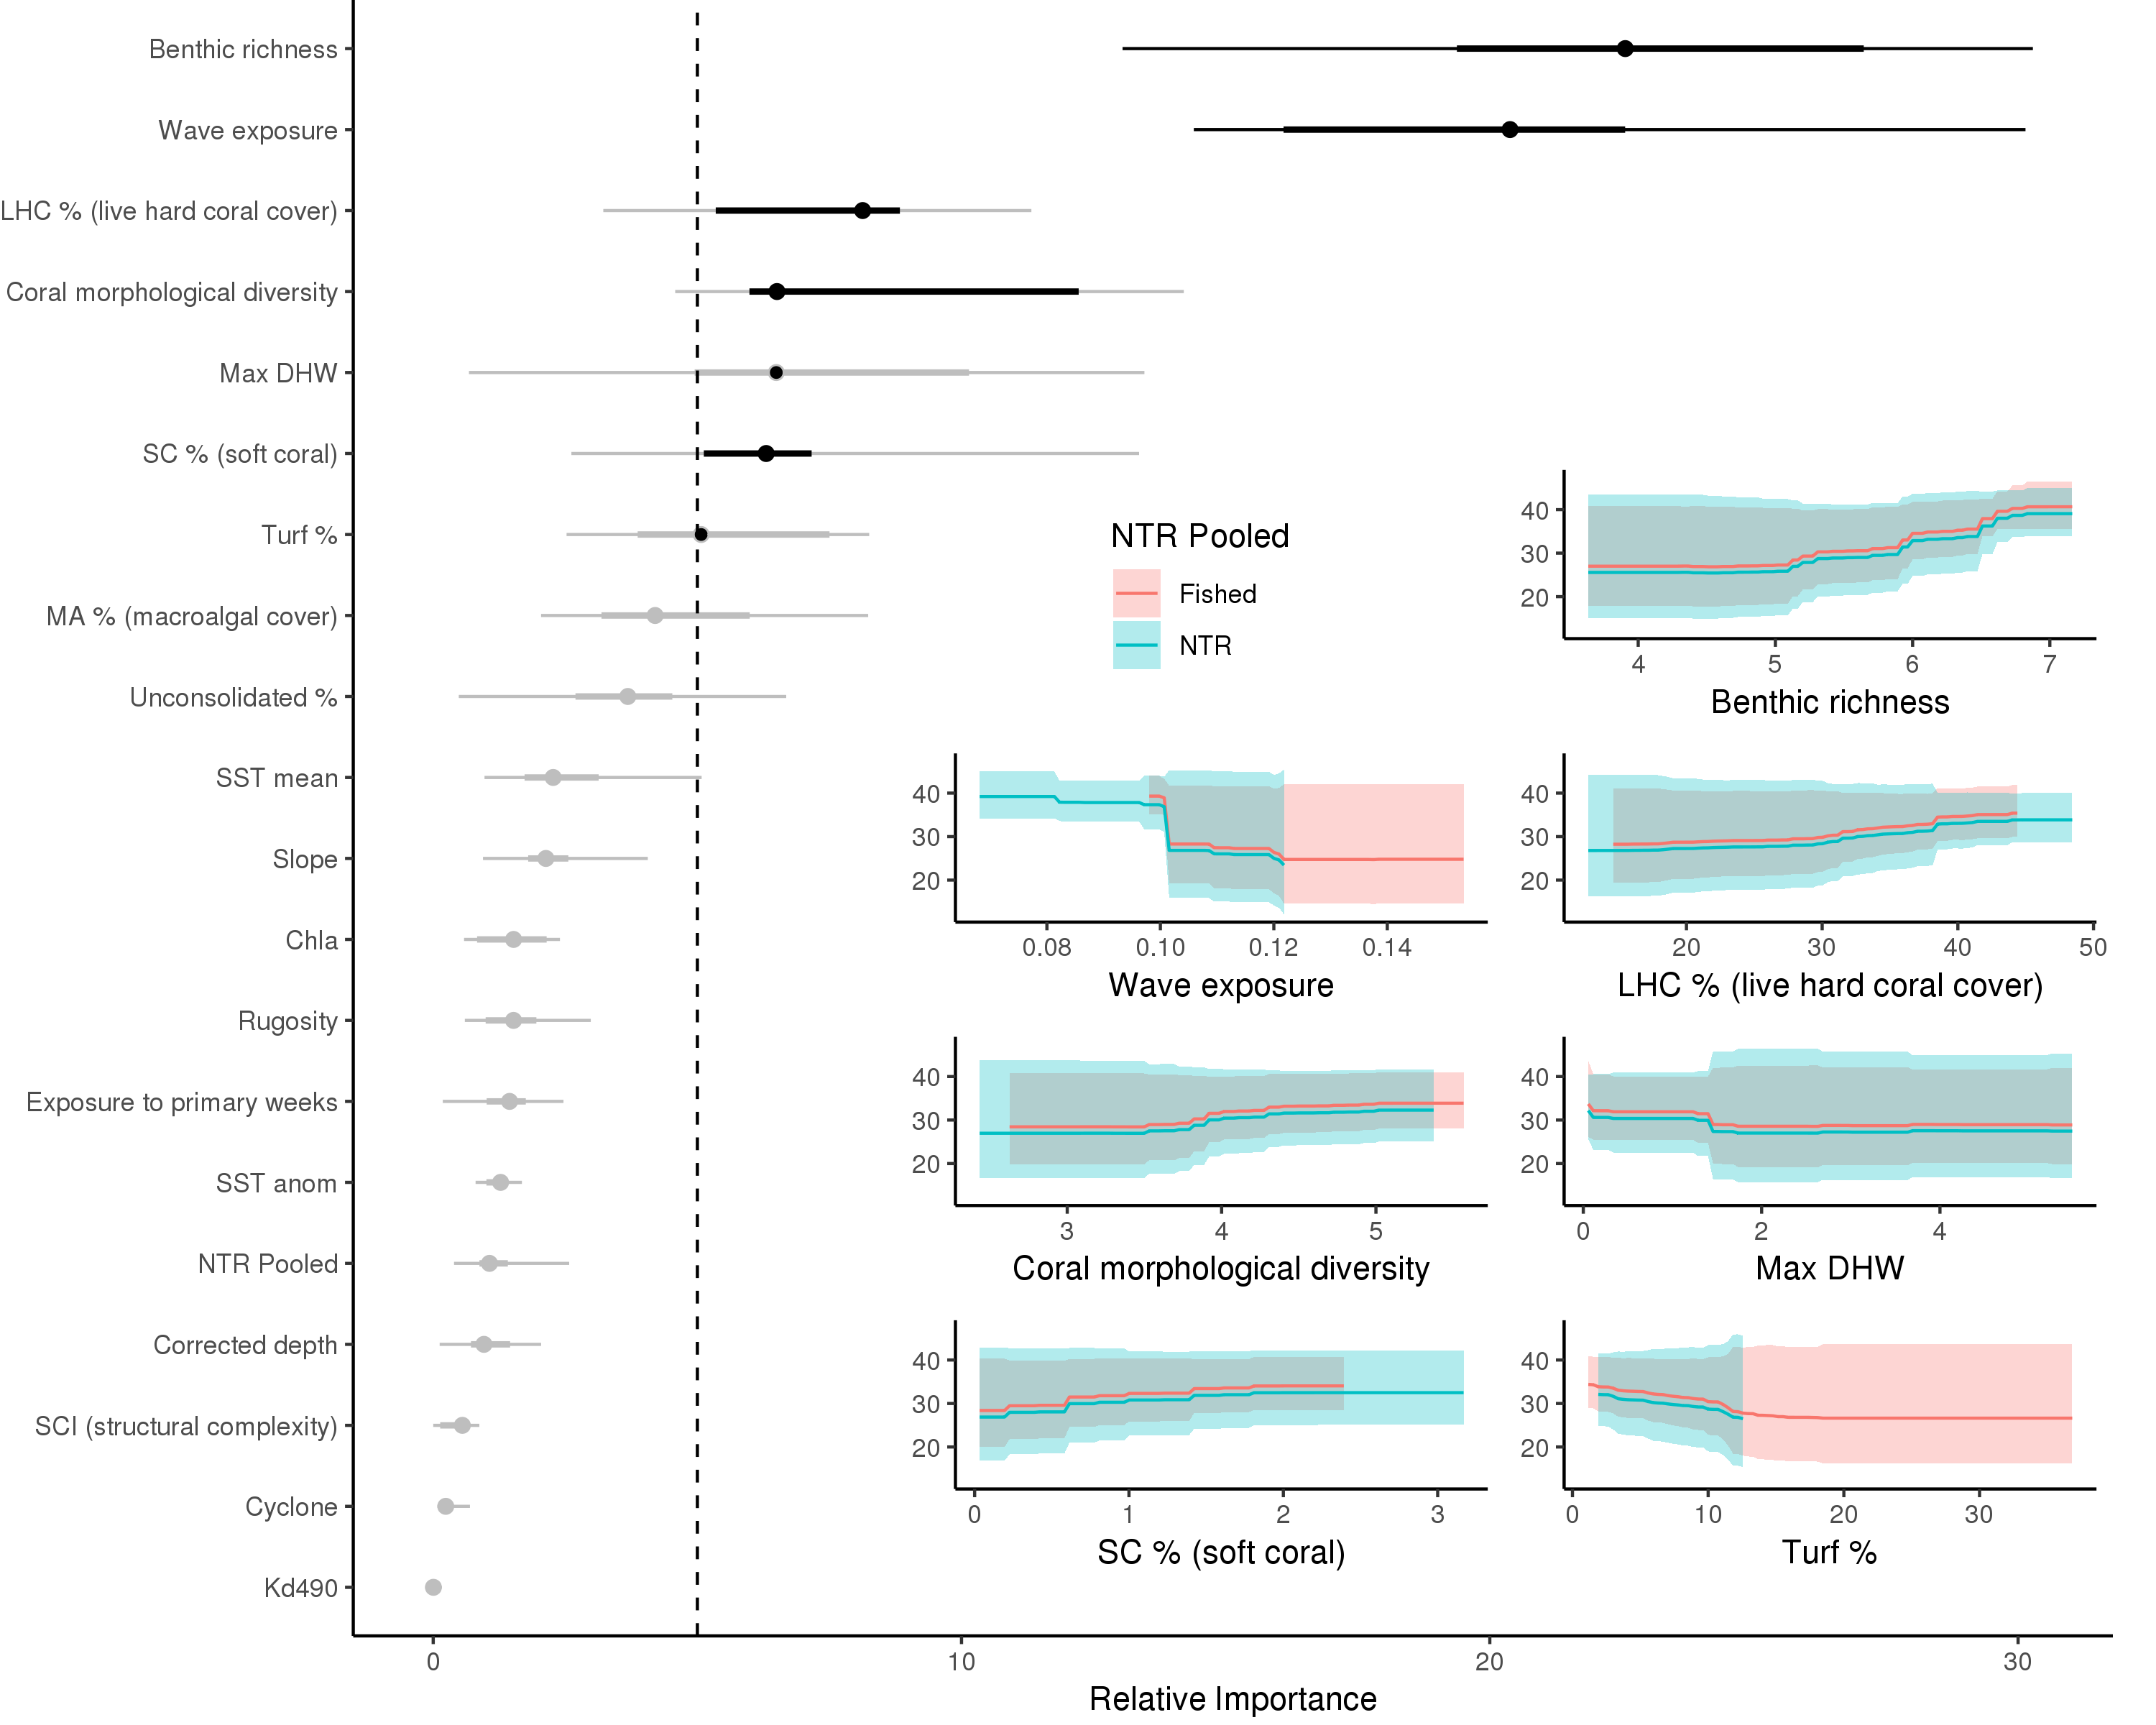 Benthic richness
Wave exposure
LHC % (live hard coral cover)
Coral morphological diversity
Max DHW
SC % (soft coral)
Turf %
MA % (macroalgal cover)
Unconsolidated %
SST mean
Slope
Chla
Rugosity
Exposure to primary weeks
SST anom
NTR Pooled
Corrected depth
SCI (structural complexity)
Cyclone
Kd490
0 10 20 30
Relative Importance
NTR Pooled
Fished
NTR
40
30
20
4 5 6 7
Benthic richness
40
30
20
0.08 0.10 0.12 0.14
Wave exposure
40
30
20
20 30 40 50
LHC % (live hard coral cover)
40
30
20
3 4 5
Coral morphological diversity
40
30
20
0 2 4
Max DHW
40
30
20
0 1 2 3
SC % (soft coral)
40
30
20
0 10 20 30
Turf %